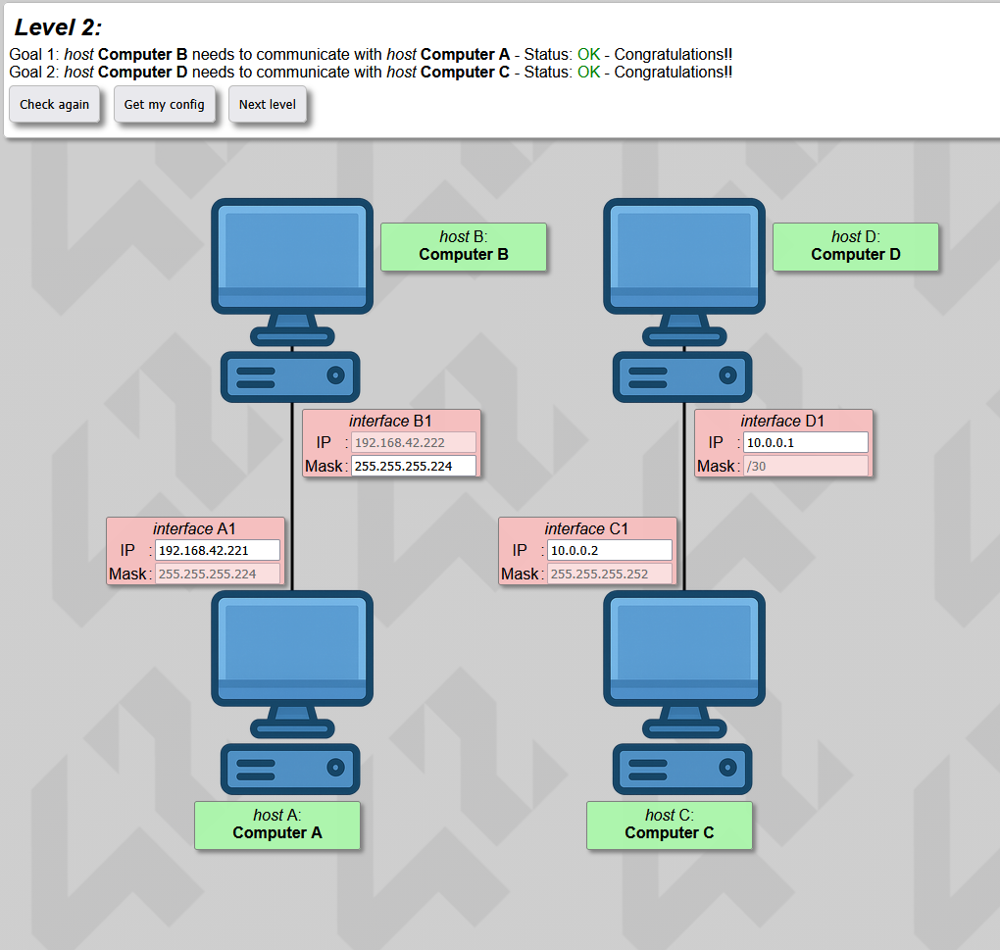 Level 2:
Goal 1: host Computer B needs to communicate with host Computer A - Status: OK - Congratulations!!
Goal 2: host Computer D needs to communicate with host Computer C - Status: OK - Congratulations!!
Check again
Get my config
Next level
host B:
Computer B
host D:
Computer D
interface B1
IP : 192.168.42.222
Mask: 255.255.255.224
interface D1
IP : 10.0.0.1
Mask: /30
interface A1
IP : 192.168.42.221
Mask: 255.255.255.224
interface C1
IP : 10.0.0.2
Mask: 255.255.255.252
host A:
Computer A
host C:
Computer C